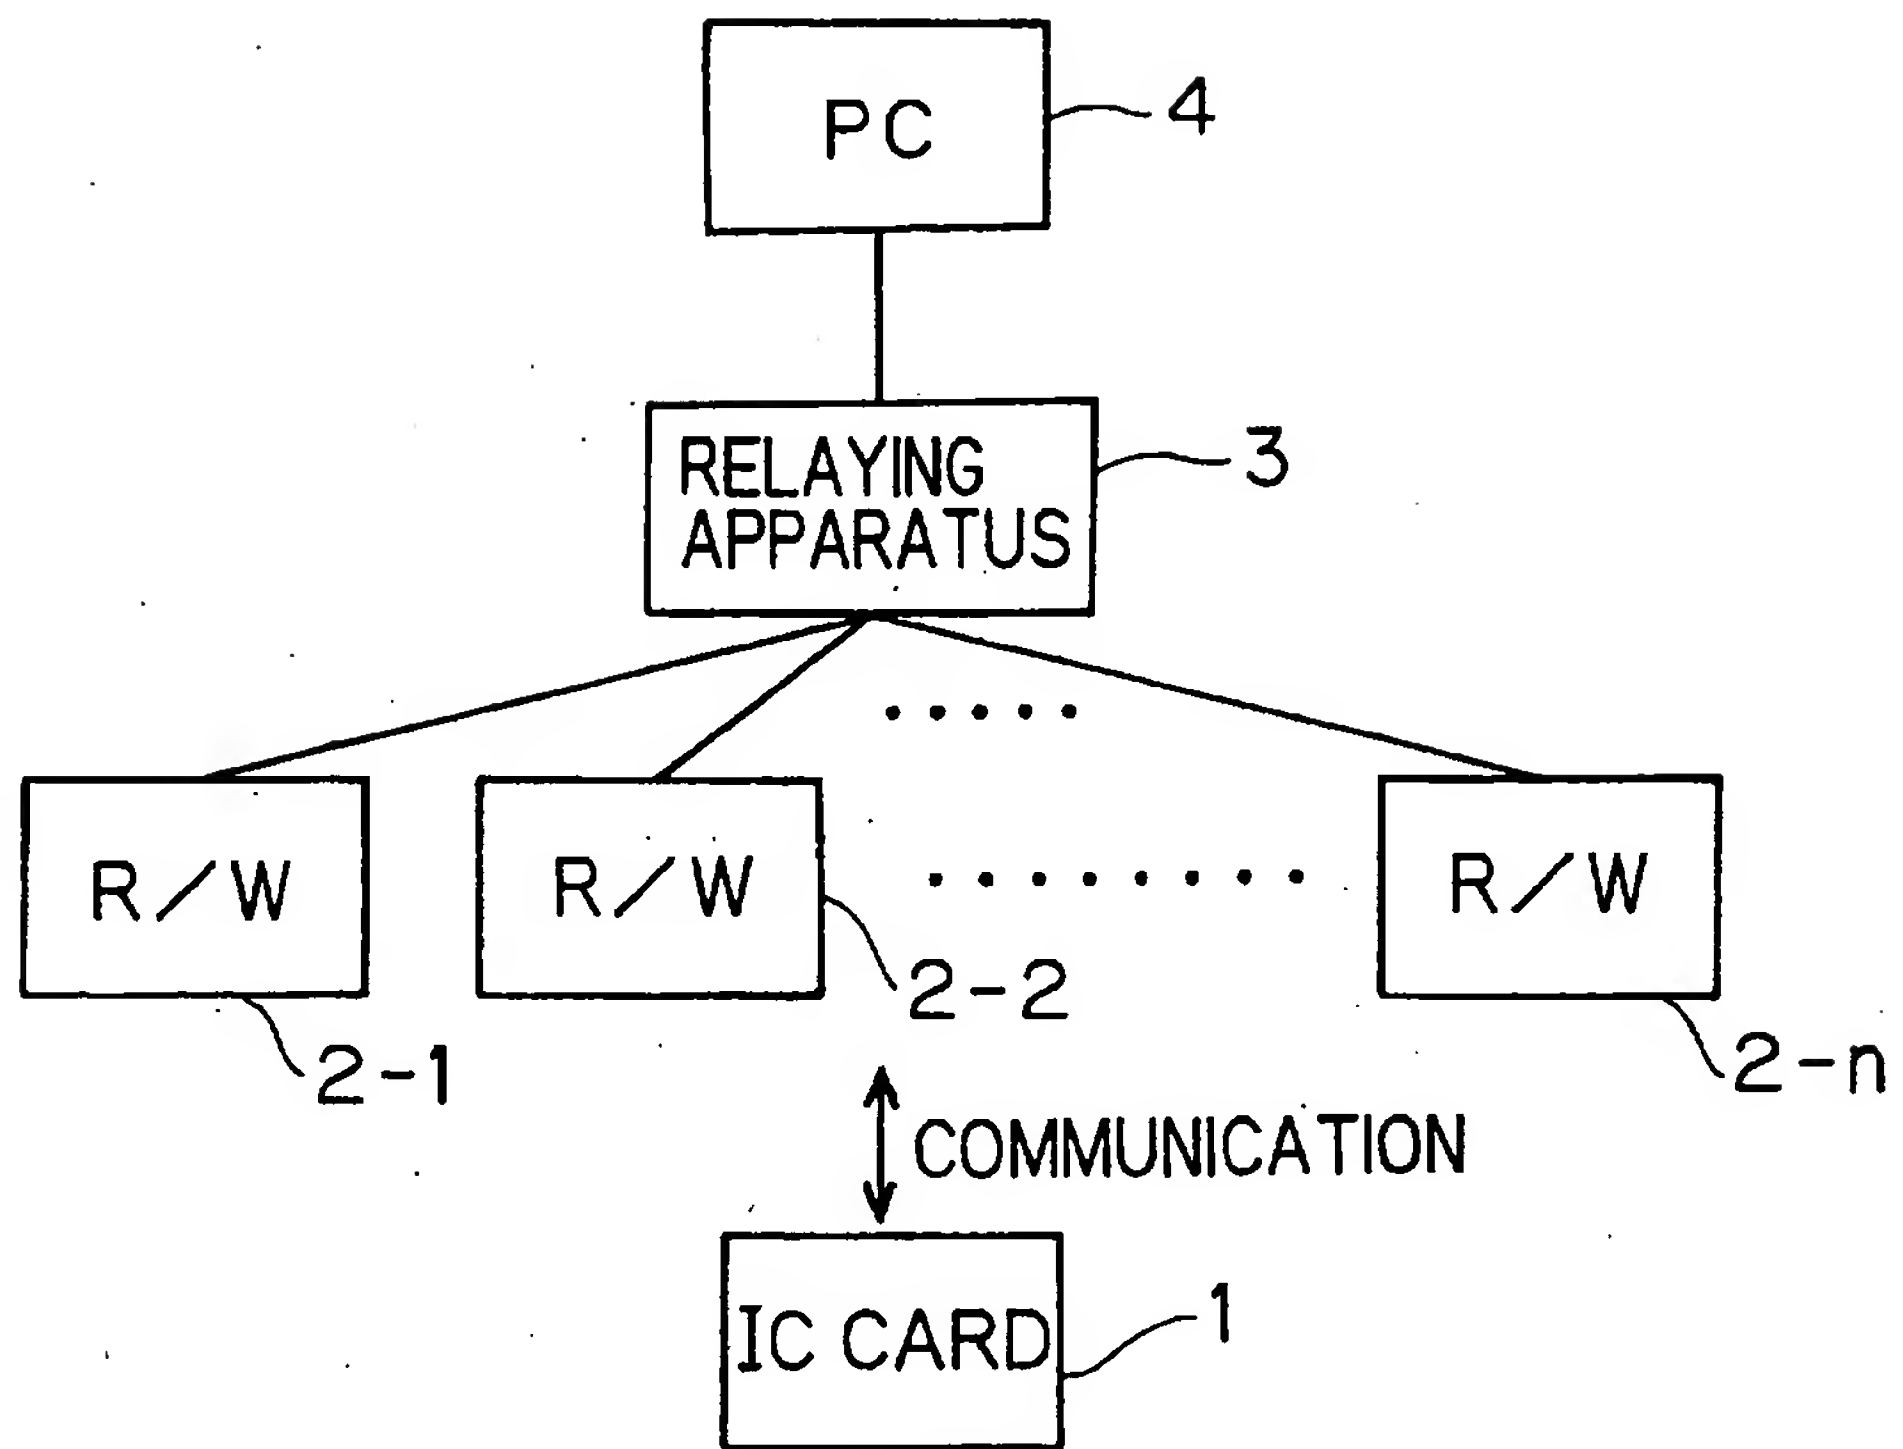 PC
4
RELAYING
APPARATUS
3
R/W
R/W
R/W
2-1
2-2
2-n
COMMUNICATION
IC CARD
1